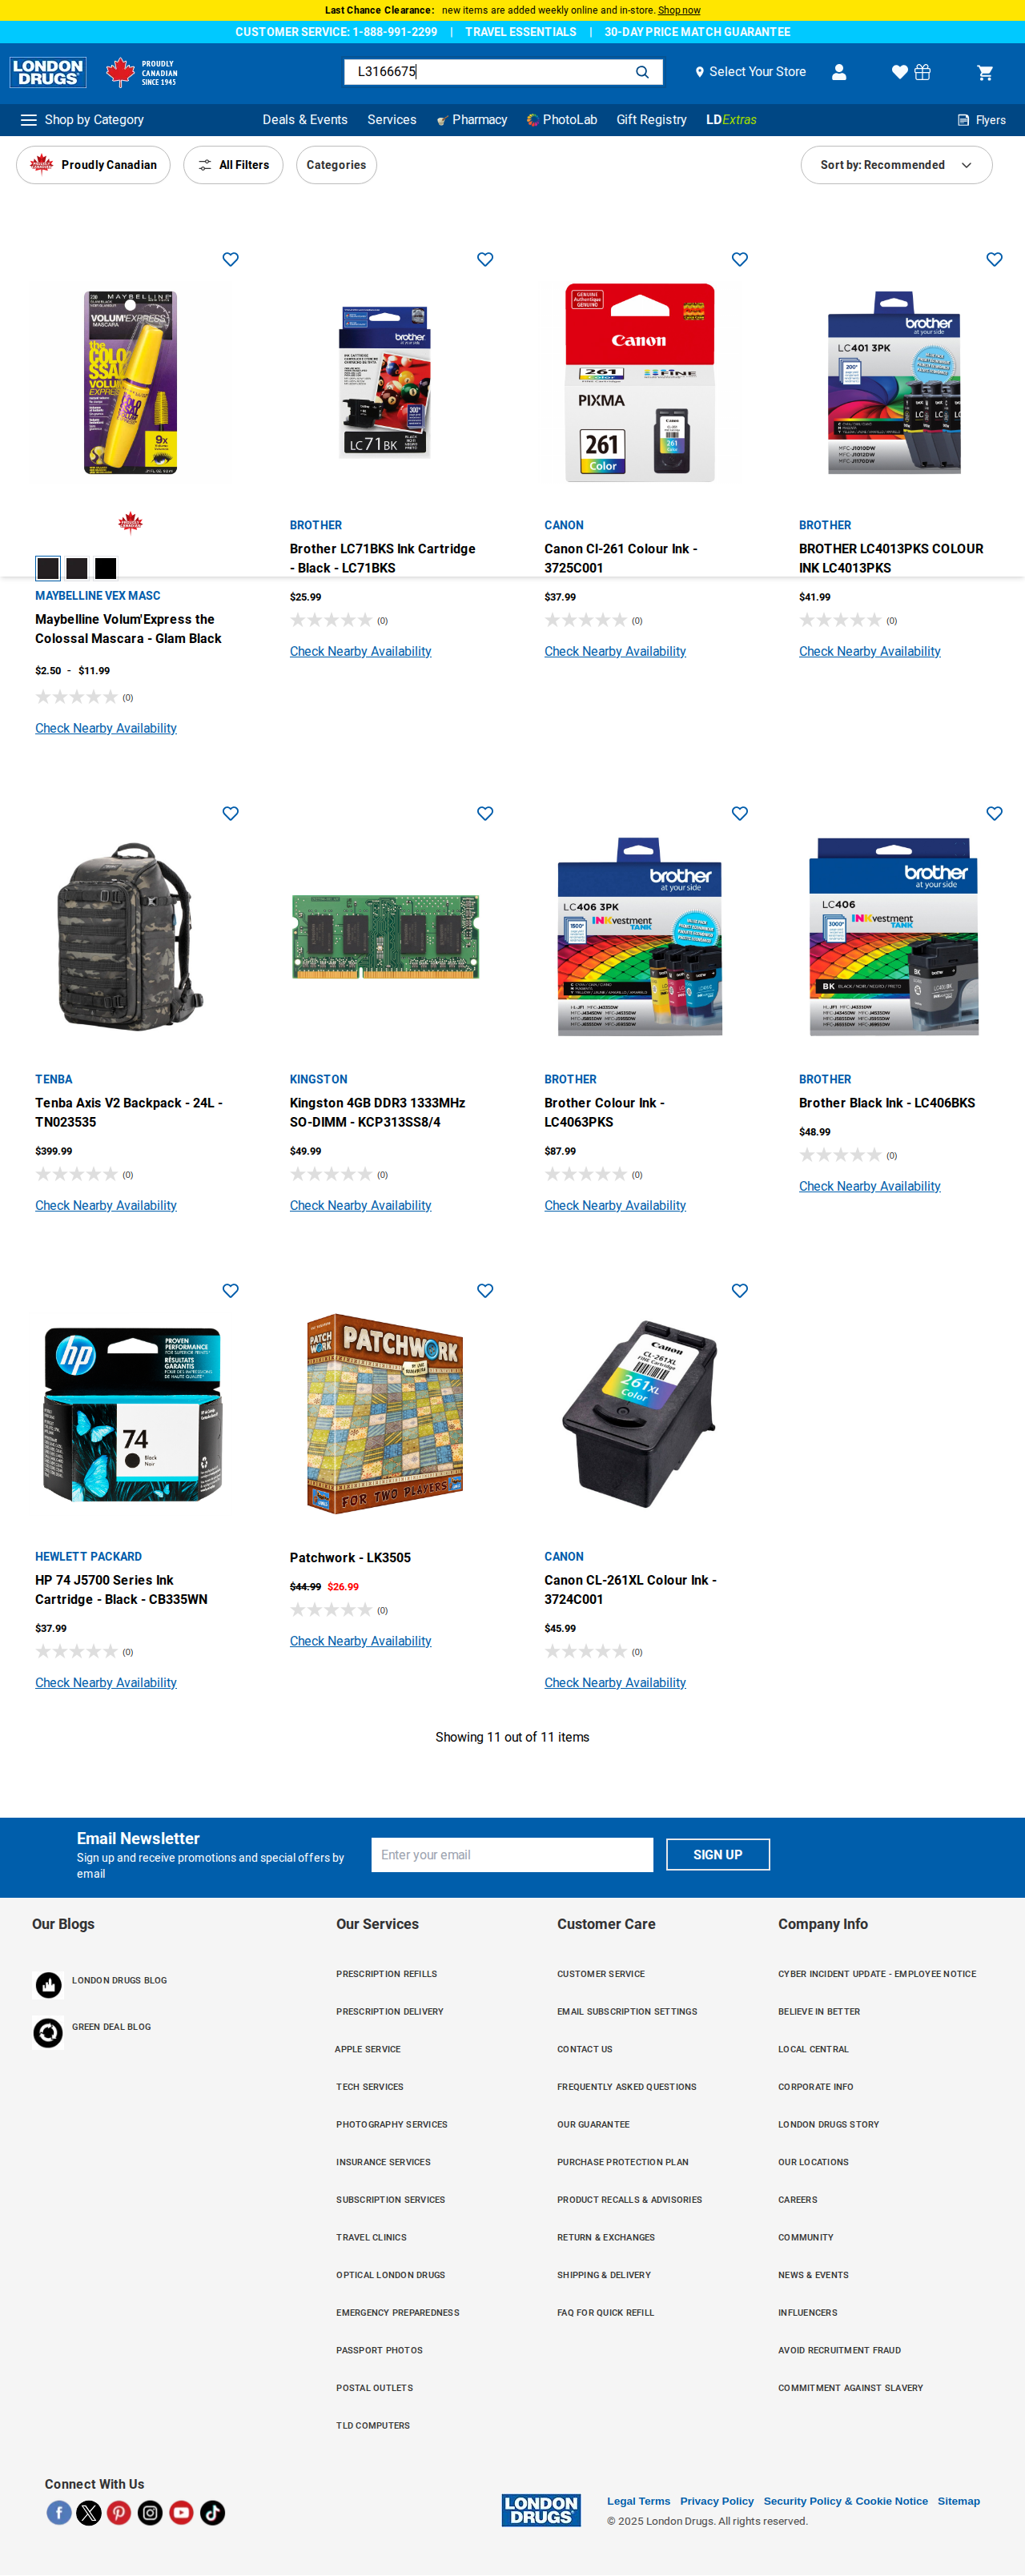 Last Chance Clearance: new items are added weekly online and in-store. Shop now
CUSTOMER SERVICE: 1-888-991-2299 | TRAVEL ESSENTIALS | 30-DAY PRICE MATCH GUARANTEE
LONDON DRUGS
PROUDLY CANADIAN SINCE 1945
L3166675
Select Your Store
Shop by Category
Deals & Events
Services
Pharmacy
PhotoLab
Gift Registry
LDExtras
Flyers
Proudly Canadian
All Filters
Categories
Sort by: Recommended
MAYBELLINE VEX MASC
Maybelline Volum'Express the
Colossal Mascara - Glam Black
$2.50 - $11.99
(0)
Check Nearby Availability
BROTHER
Brother LC71BKS Ink Cartridge
- Black - LC71BKS
$25.99
(0)
Check Nearby Availability
CANON
Canon Cl-261 Colour Ink -
3725C001
$37.99
(0)
Check Nearby Availability
BROTHER
BROTHER LC4013PKS COLOUR
INK LC4013PKS
$41.99
(0)
Check Nearby Availability
TENBA
Tenba Axis V2 Backpack - 24L -
TN023535
$399.99
(0)
Check Nearby Availability
KINGSTON
Kingston 4GB DDR3 1333MHz
SO-DIMM - KCP313SS8/4
$49.99
(0)
Check Nearby Availability
BROTHER
Brother Colour Ink -
LC4063PKS
$87.99
(0)
Check Nearby Availability
BROTHER
Brother Black Ink - LC406BKS
$48.99
(0)
Check Nearby Availability
HEWLETT PACKARD
HP 74 J5700 Series Ink
Cartridge - Black - CB335WN
$37.99
(0)
Check Nearby Availability
Patchwork - LK3505
$44.99 $26.99
(0)
Check Nearby Availability
CANON
Canon CL-261XL Colour Ink -
3724C001
$45.99
(0)
Check Nearby Availability
Showing 11 out of 11 items
Email Newsletter
Sign up and receive promotions and special offers by
email
Enter your email
SIGN UP
Our Blogs
LONDON DRUGS BLOG
GREEN DEAL BLOG
Our Services
PRESCRIPTION REFILLS
PRESCRIPTION DELIVERY
APPLE SERVICE
TECH SERVICES
PHOTOGRAPHY SERVICES
INSURANCE SERVICES
SUBSCRIPTION SERVICES
TRAVEL CLINICS
OPTICAL LONDON DRUGS
EMERGENCY PREPAREDNESS
PASSPORT PHOTOS
POSTAL OUTLETS
TLD COMPUTERS
Customer Care
CUSTOMER SERVICE
EMAIL SUBSCRIPTION SETTINGS
CONTACT US
FREQUENTLY ASKED QUESTIONS
OUR GUARANTEE
PURCHASE PROTECTION PLAN
PRODUCT RECALLS & ADVISORIES
RETURN & EXCHANGES
SHIPPING & DELIVERY
FAQ FOR QUICK REFILL
Company Info
CYBER INCIDENT UPDATE - EMPLOYEE NOTICE
BELIEVE IN BETTER
LOCAL CENTRAL
CORPORATE INFO
LONDON DRUGS STORY
OUR LOCATIONS
CAREERS
COMMUNITY
NEWS & EVENTS
INFLUENCERS
AVOID RECRUITMENT FRAUD
COMMITMENT AGAINST SLAVERY
Connect With Us
LONDON DRUGS
Legal Terms Privacy Policy Security Policy & Cookie Notice Sitemap
© 2025 London Drugs. All rights reserved.